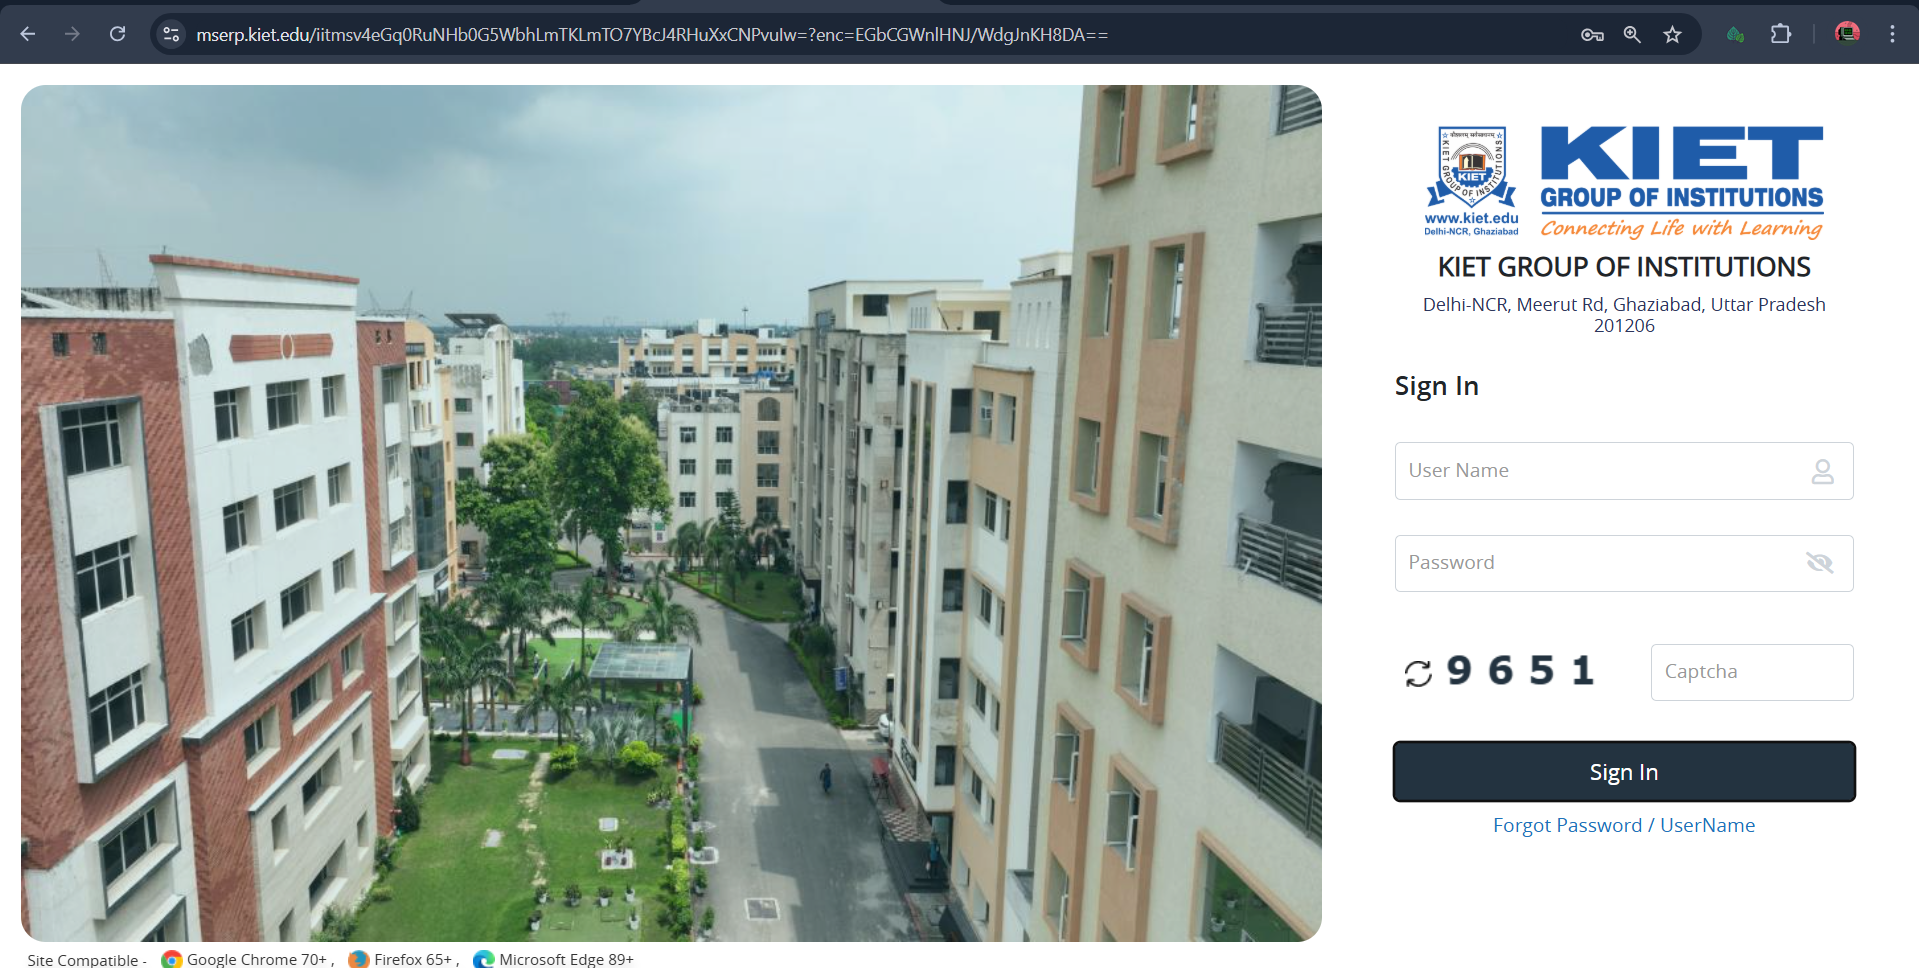 mserp.kiet.edu/iitmsv4eGq0RuNHb0G5WbhLmTKLmTO7YBcJ4RHuXxCNPvuIw=?enc=EGbCGWnlHNJ/WdgJnKH8DA==
KIET GROUP OF INSTITUTIONS
KIET
www.kiet.edu
Delhi-NCR, Ghaziabad
KIET
GROUP OF INSTITUTIONS
Connecting Life with Learning
KIET GROUP OF INSTITUTIONS
Delhi-NCR, Meerut Rd, Ghaziabad, Uttar Pradesh
201206
Sign In
User Name
Password
9 6 5 1
Captcha
Sign In
Forgot Password / UserName
Site Compatible - Google Chrome 70+ , Firefox 65+ , Microsoft Edge 89+